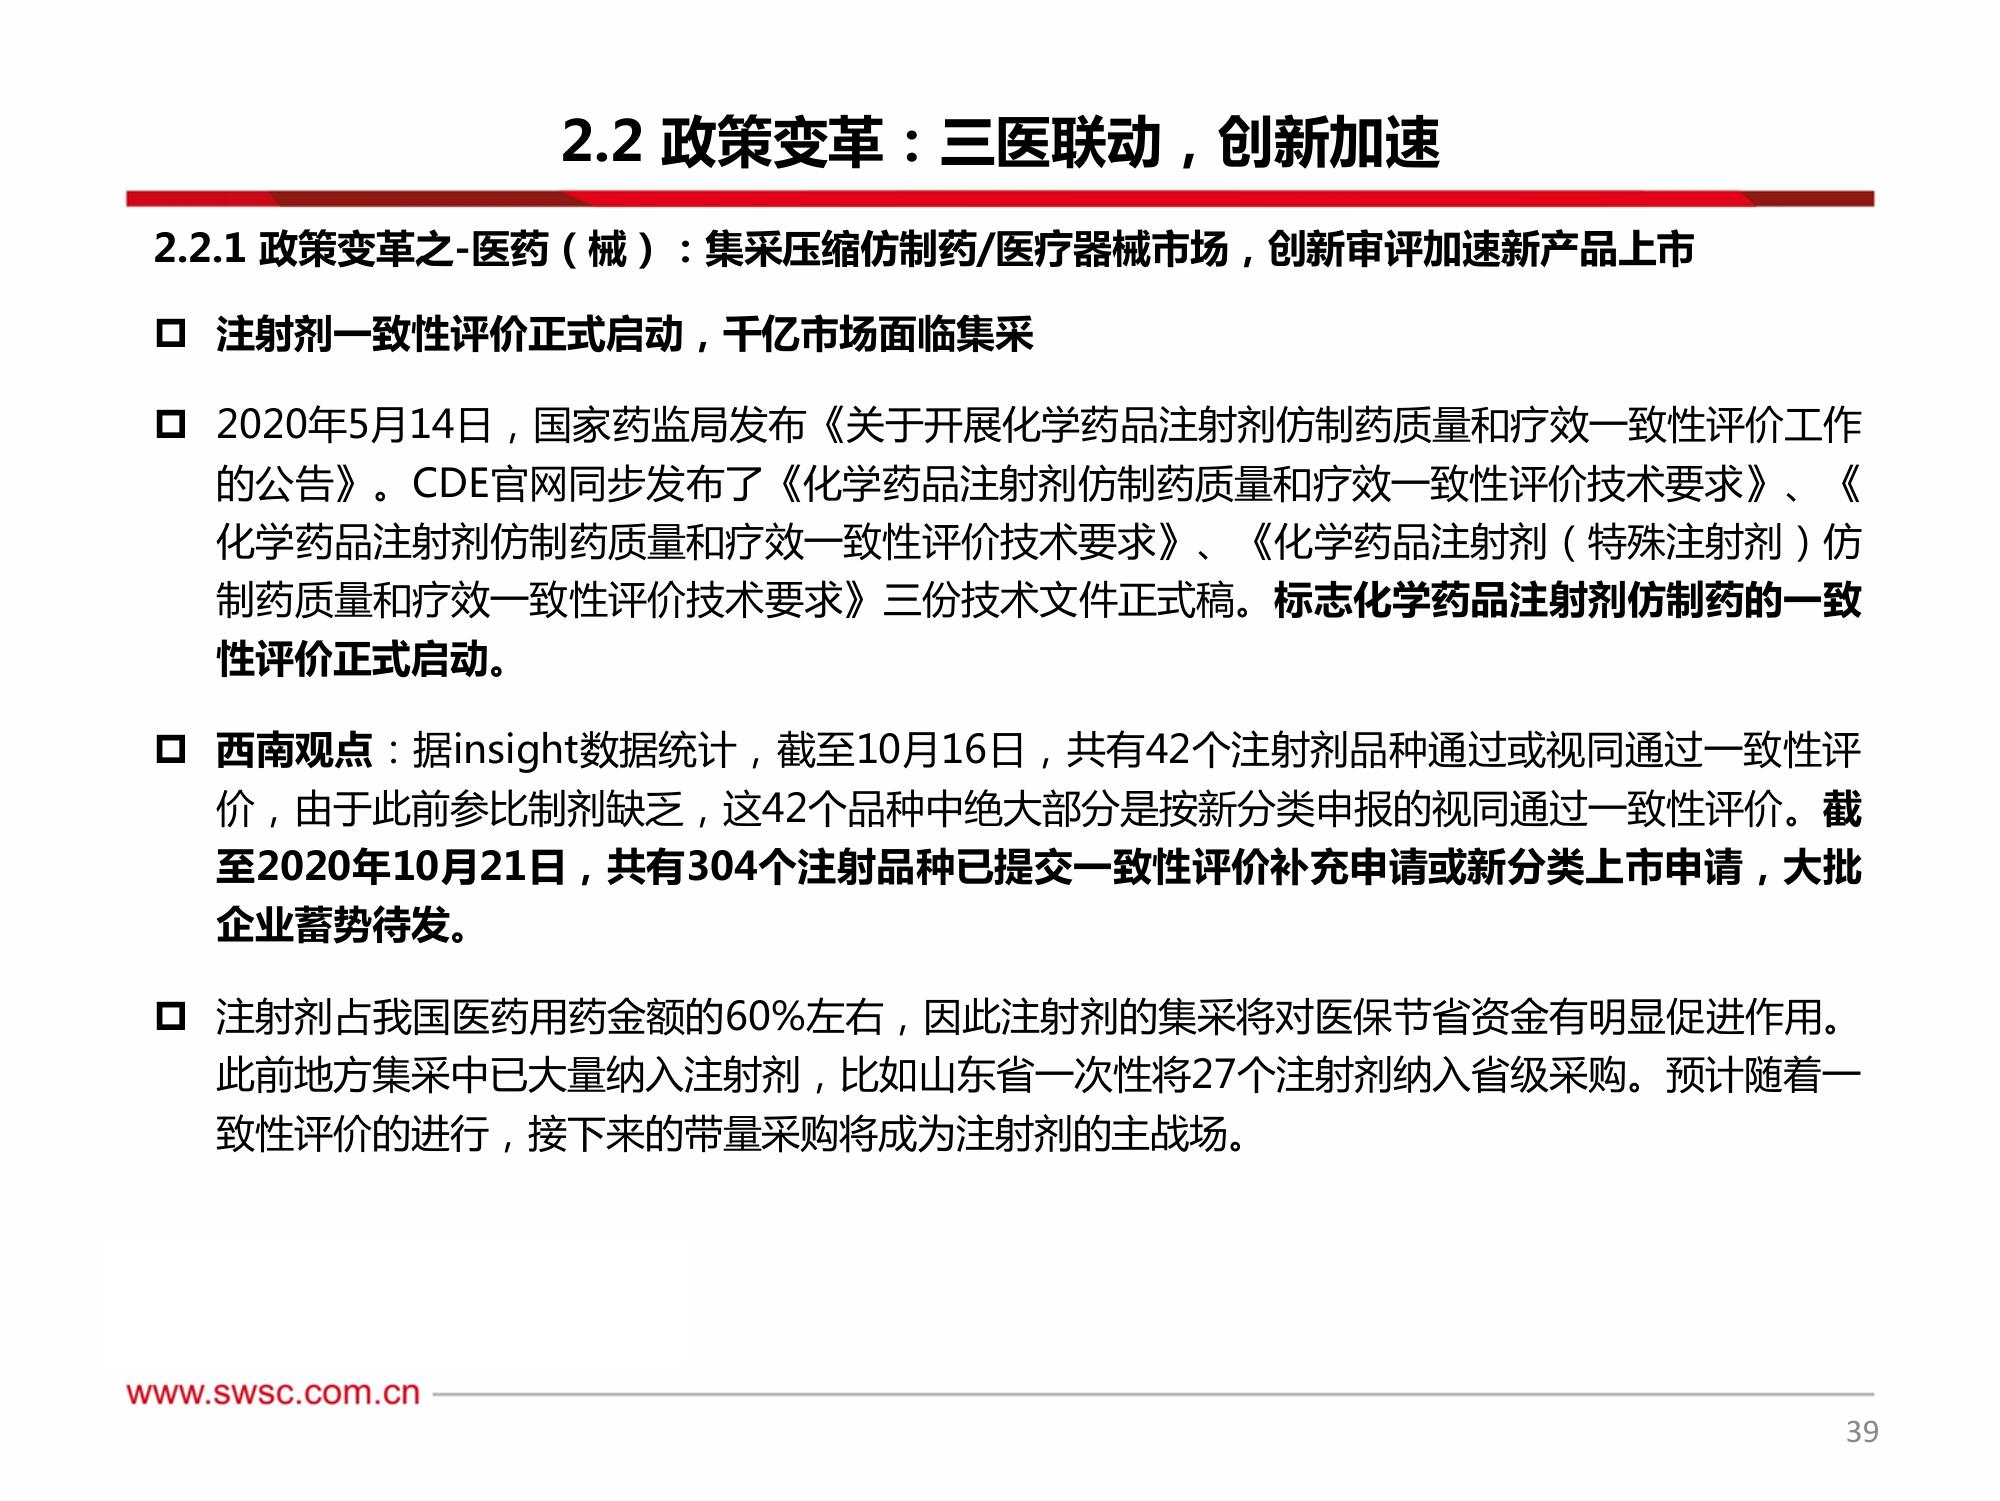 2.2 政策变革：三医联动，创新加速
2.2.1 政策变革之-医药（械）：集采压缩仿制药/医疗器械市场，创新审评加速新产品上市
注射剂一致性评价正式启动，千亿市场面临集采
2020年5月14日，国家药监局发布《关于开展化学药品注射剂仿制药质量和疗效一致性评价工作
的公告》。CDE官网同步发布了《化学药品注射剂仿制药质量和疗效一致性评价技术要求》、《
化学药品注射剂仿制药质量和疗效一致性评价技术要求》、《化学药品注射剂（特殊注射剂）仿
制药质量和疗效一致性评价技术要求》三份技术文件正式稿。标志化学药品注射剂仿制药的一致
性评价正式启动。
西南观点：据insight数据统计，截至10月16日，共有42个注射剂品种通过或视同通过一致性评
价，由于此前参比制剂缺乏，这42个品种中绝大部分是按新分类申报的视同通过一致性评价。截
至2020年10月21日，共有304个注射品种已提交一致性评价补充申请或新分类上市申请，大批
企业蓄势待发。
注射剂占我国医药用药金额的60%左右，因此注射剂的集采将对医保节省资金有明显促进作用。
此前地方集采中已大量纳入注射剂，比如山东省一次性将27个注射剂纳入省级采购。预计随着一
致性评价的进行，接下来的带量采购将成为注射剂的主战场。
www.swsc.com.cn
39